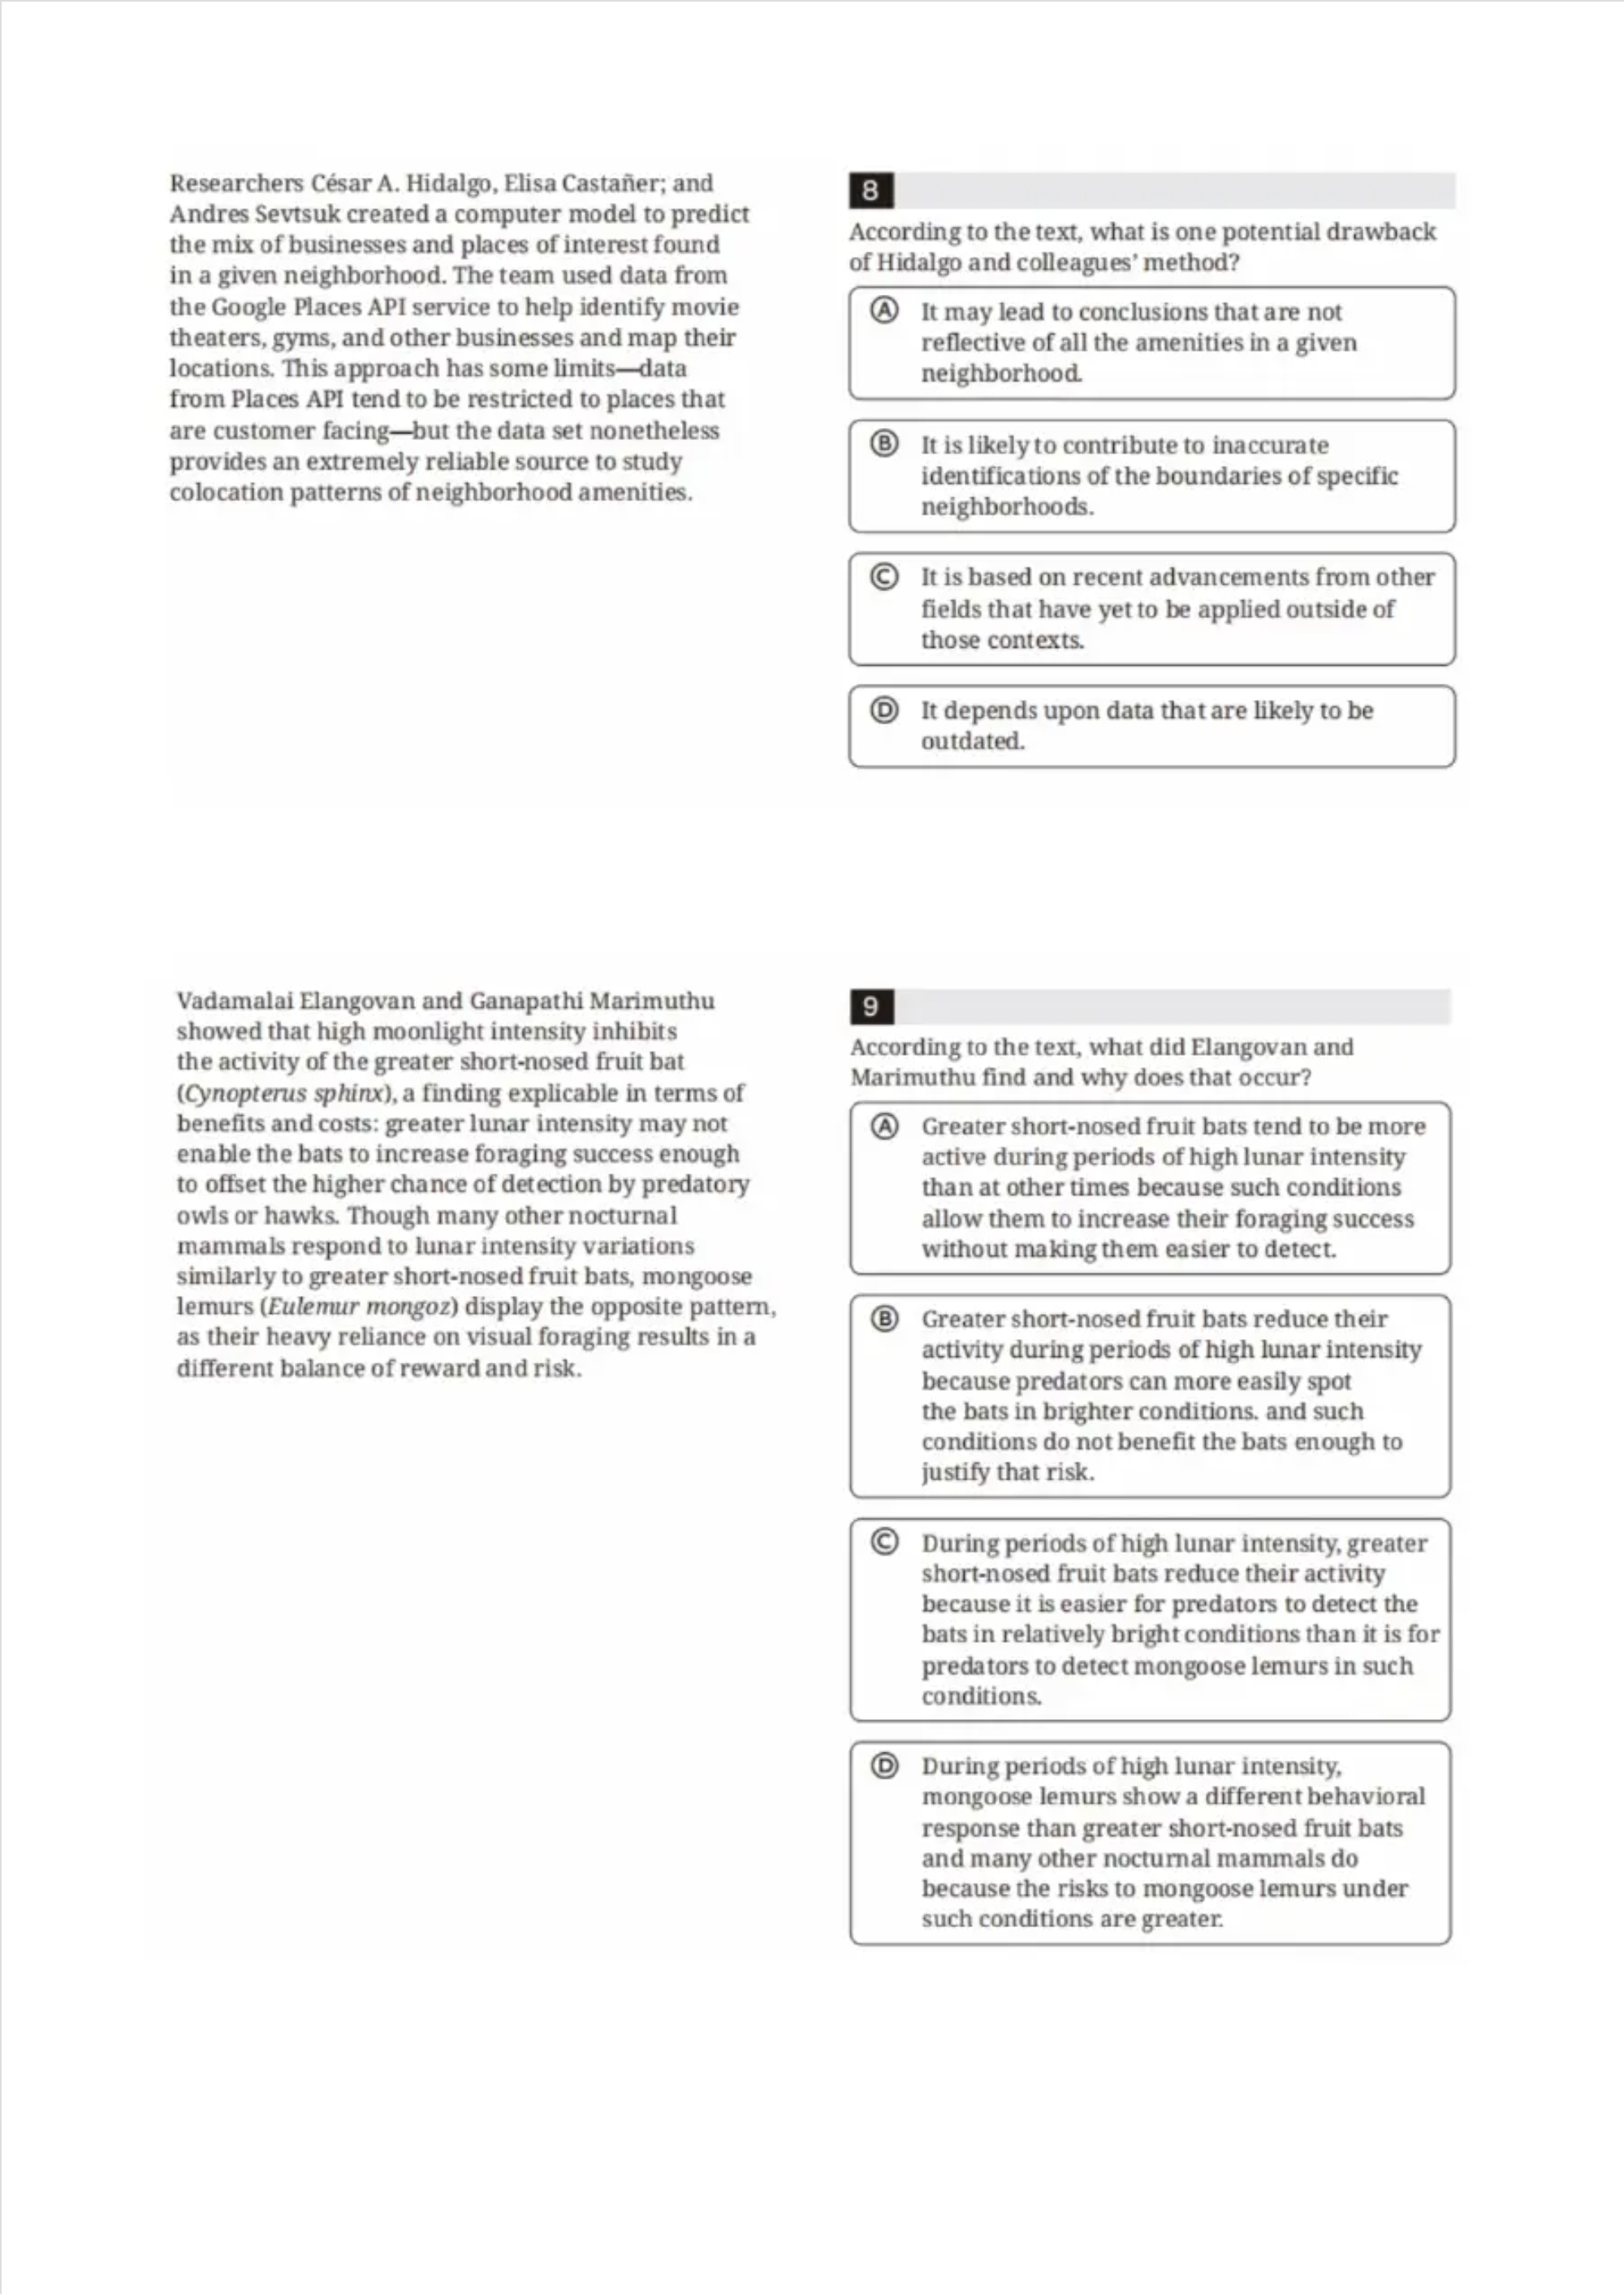 Researchers César A. Hidalgo, Elisa Castañer; and
Andres Sevtsuk created a computer model to predict
the mix of businesses and places of interest found
in a given neighborhood. The team used data from
the Google Places API service to help identify movie
theaters, gyms, and other businesses and map their
locations. This approach has some limits—data
from Places API tend to be restricted to places that
are customer facing—but the data set nonetheless
provides an extremely reliable source to study
colocation patterns of neighborhood amenities.
8
According to the text, what is one potential drawback
of Hidalgo and colleagues’ method?
Ⓐ It may lead to conclusions that are not
reflective of all the amenities in a given
neighborhood.
Ⓑ It is likely to contribute to inaccurate
identifications of the boundaries of specific
neighborhoods.
Ⓒ It is based on recent advancements from other
fields that have yet to be applied outside of
those contexts.
Ⓓ It depends upon data that are likely to be
outdated.
Vadamalai Elangovan and Ganapathi Marimuthu
showed that high moonlight intensity inhibits
the activity of the greater short-nosed fruit bat
(Cynopterus sphinx), a finding explicable in terms of
benefits and costs: greater lunar intensity may not
enable the bats to increase foraging success enough
to offset the higher chance of detection by predatory
owls or hawks. Though many other nocturnal
mammals respond to lunar intensity variations
similarly to greater short-nosed fruit bats, mongoose
lemurs (Eulemur mongoz) display the opposite pattern,
as their heavy reliance on visual foraging results in a
different balance of reward and risk.
9
According to the text, what did Elangovan and
Marimuthu find and why does that occur?
Ⓐ Greater short-nosed fruit bats tend to be more
active during periods of high lunar intensity
than at other times because such conditions
allow them to increase their foraging success
without making them easier to detect.
Ⓑ Greater short-nosed fruit bats reduce their
activity during periods of high lunar intensity
because predators can more easily spot
the bats in brighter conditions. and such
conditions do not benefit the bats enough to
justify that risk.
Ⓒ During periods of high lunar intensity, greater
short-nosed fruit bats reduce their activity
because it is easier for predators to detect the
bats in relatively bright conditions than it is for
predators to detect mongoose lemurs in such
conditions.
Ⓓ During periods of high lunar intensity,
mongoose lemurs show a different behavioral
response than greater short-nosed fruit bats
and many other nocturnal mammals do
because the risks to mongoose lemurs under
such conditions are greater.